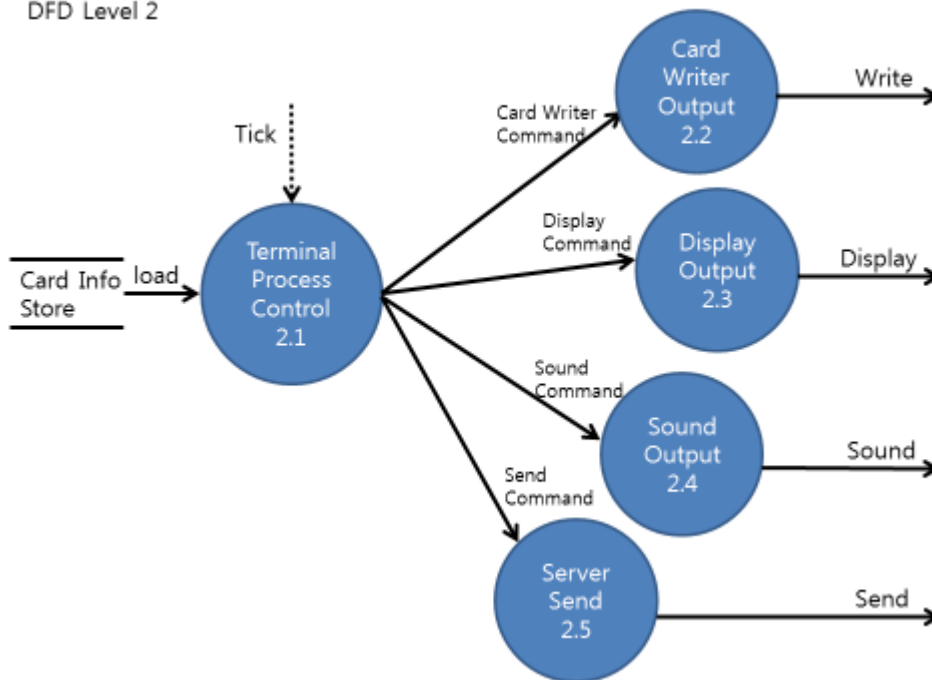 DFD Level 2
Card
Writer
Output
2.2
Write
Card Writer
Command
Tick
Display
Command
Display
Output
2.3
Display
Terminal
Process
Control
2.1
Card Info
Store
load
Sound
Command
Sound
Output
2.4
Sound
Send
Command
Server
Send
2.5
Send